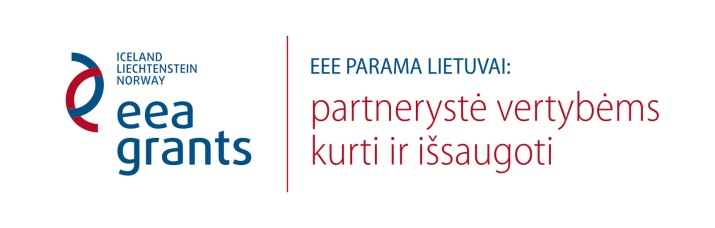 ICELAND
LIECHTENSTEIN
NORWAY
eea
grants
EEE PARAMA LIETUVAI:
partnerystė vertybėms
kurti ir išsaugoti